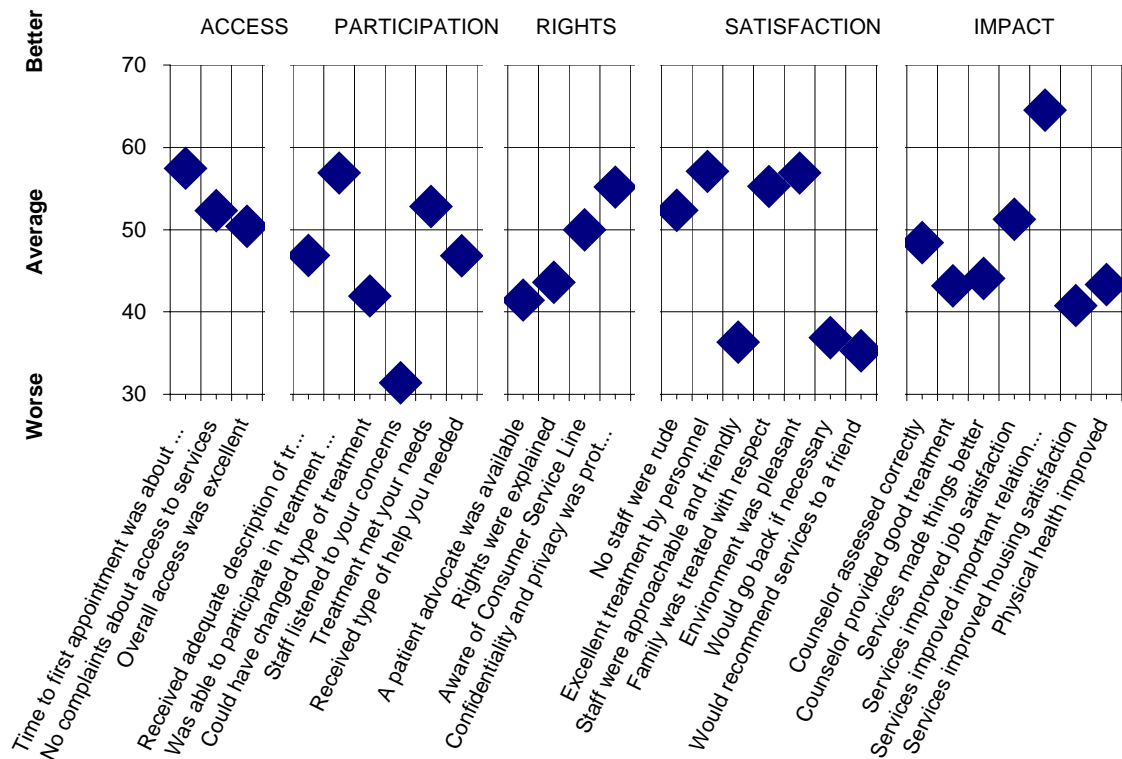 ACCESS PARTICIPATION RIGHTS SATISFACTION IMPACT
Better
Average
Worse
70
60
50
40
30
Time to first appointment was about ...
No complaints about access to services
Overall access was excellent
Received adequate description of tr...
Was able to participate in treatment ...
Could have changed type of treatment
Staff listened to your concerns
Treatment met your needs
Received type of help you needed
A patient advocate was available
Rights were explained
Aware of Consumer Service Line
Confidentiality and privacy was prot...
No staff were rude
Excellent treatment by personnel
Staff were approachable and friendly
Family was treated with respect
Environment was pleasant
Would go back if necessary
Would recommend services to a friend
Counselor assessed correctly
Counselor provided good treatment
Services made things better
Services improved job satisfaction
Services improved important relation...
Services improved housing satisfaction
Physical health improved